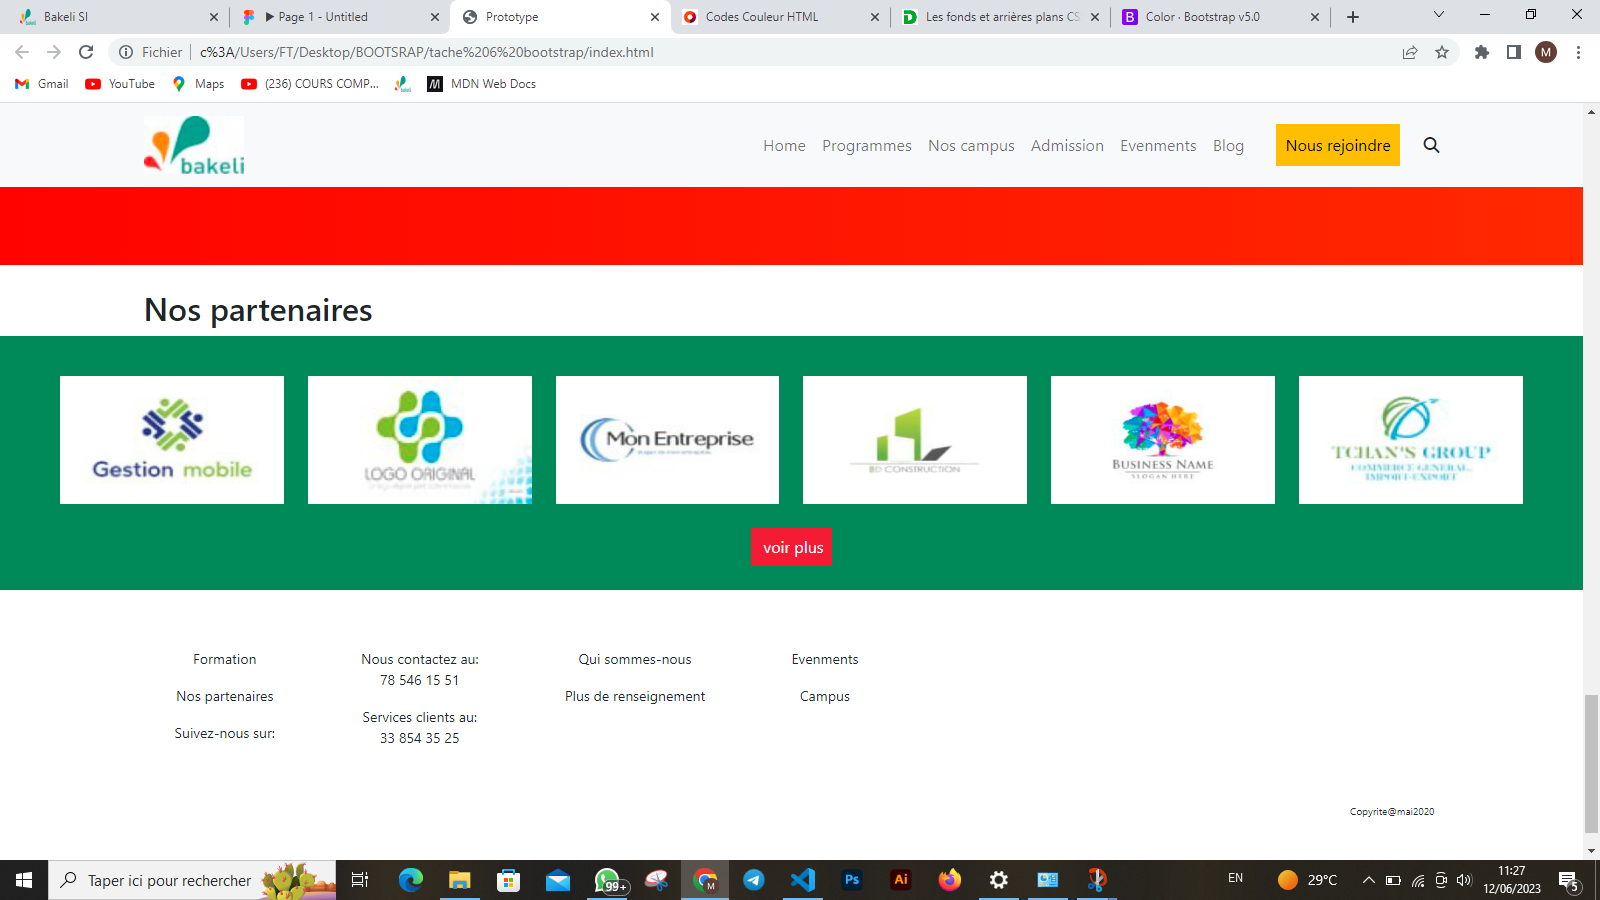 Bakeli SI
▶ Page 1 - Untitled
Prototype
Codes Couleur HTML
Les fonds et arrières plans CS
Color · Bootstrap v5.0
Fichier
c%3A/Users/FT/Desktop/BOOTSRAP/tache%206%20bootstrap/index.html
M
Gmail
YouTube
Maps
(236) COURS COMP...
MDN Web Docs
bakeli
Home
Programmes
Nos campus
Admission
Evenments
Blog
Nous rejoindre
Nos partenaires
Gestion mobile
LOGO ORIGINAL
Mon Entreprise
BD CONSTRUCTION
BUSINESS NAME
SLOGAN HERE
TCHAN'S GROUP
COMMERCE GENERAL,
IMPORT-EXPORT
voir plus
Formation
Nos partenaires
Suivez-nous sur:
Nous contactez au:
78 546 15 51
Services clients au:
33 854 35 25
Qui sommes-nous
Plus de renseignement
Evenments
Campus
Copyrite@mai2020
Taper ici pour rechercher
99+
M
Ps
Ai
EN
29°C
11:27
12/06/2023
5